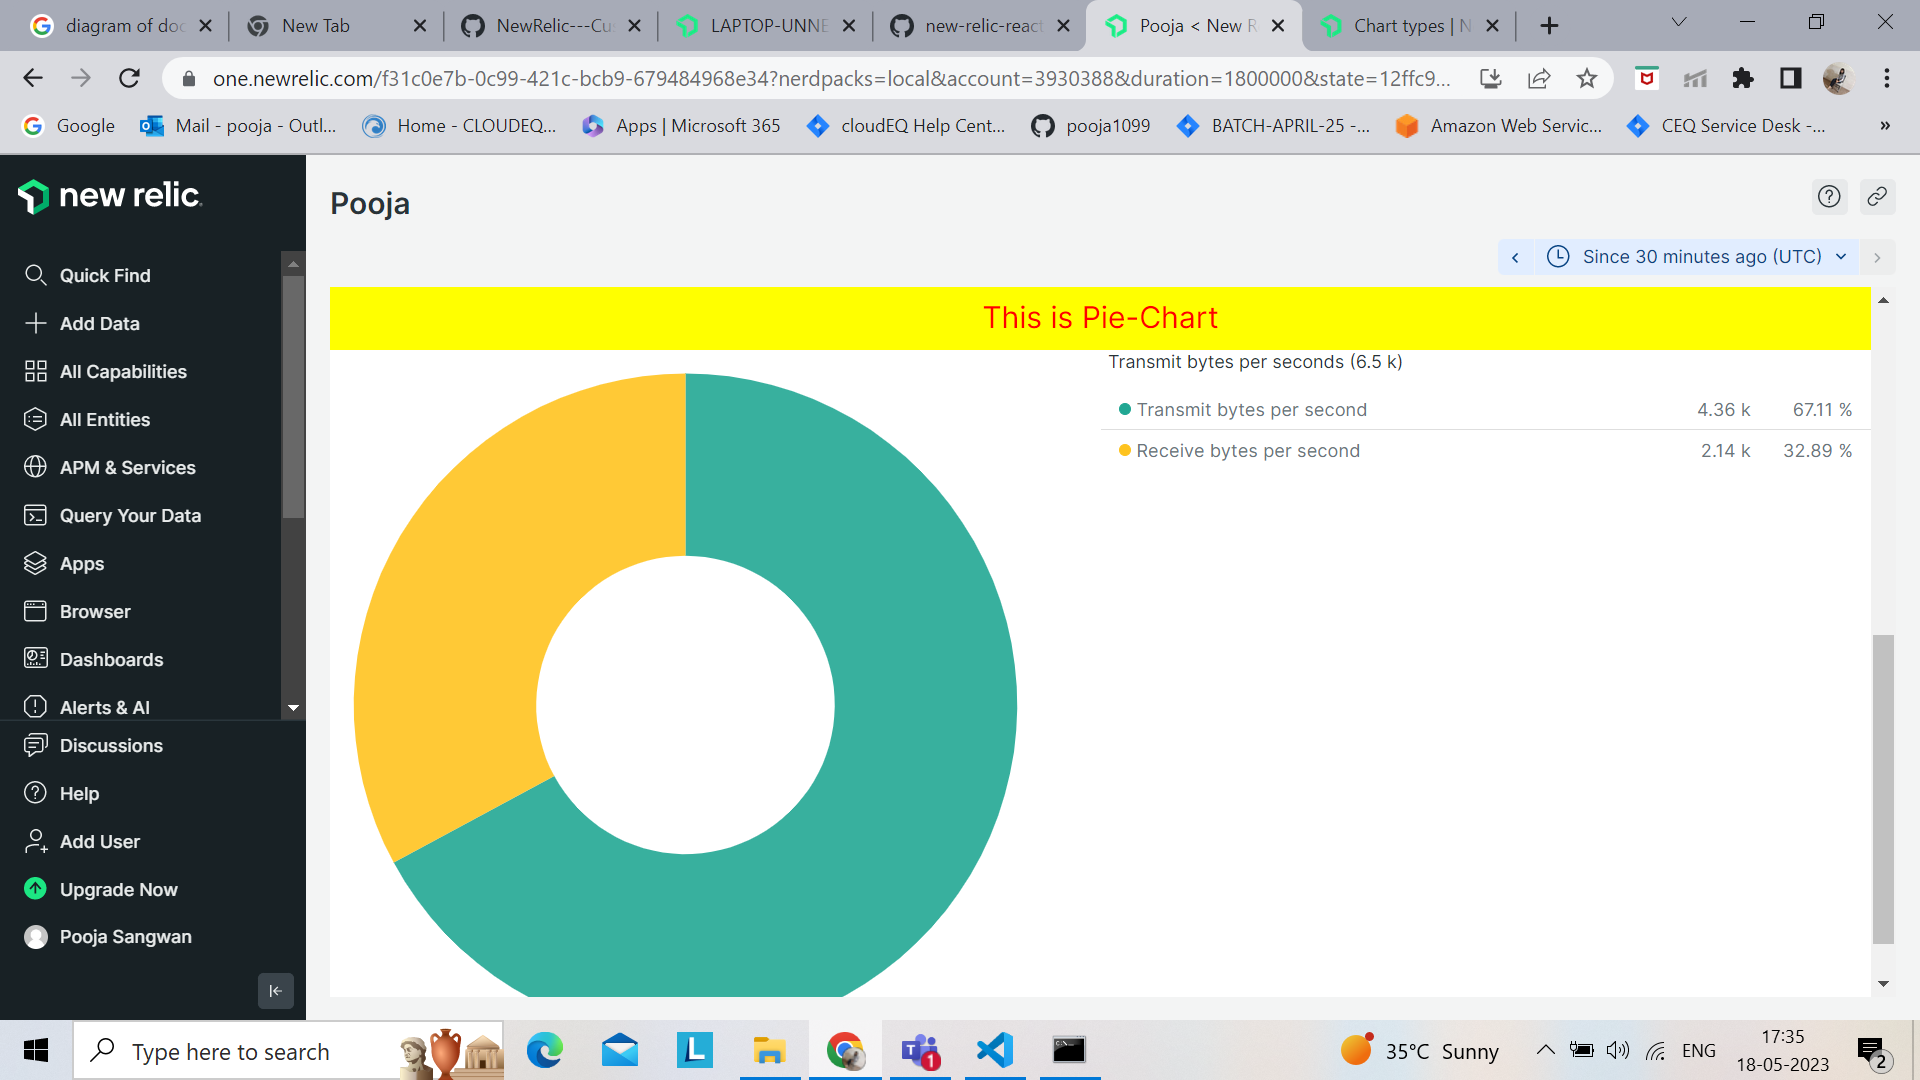 diagram of doc
New Tab
NewRelic---Cus
LAPTOP-UNNE
new-relic-react
Pooja < New R
Chart types | N
one.newrelic.com/f31c0e7b-0c99-421c-bcb9-679484968e34?nerdpacks=local&account=3930388&duration=1800000&state=12ffc9...
Google
Mail - pooja - Outl...
Home - CLOUDEQ...
Apps | Microsoft 365
cloudEQ Help Cent...
pooja1099
BATCH-APRIL-25 -...
Amazon Web Servic...
CEQ Service Desk -...
»
new relic.
Quick Find
Add Data
All Capabilities
All Entities
APM & Services
Query Your Data
Apps
Browser
Dashboards
Alerts & AI
Discussions
Help
Add User
Upgrade Now
Pooja Sangwan
Pooja
Since 30 minutes ago (UTC)
This is Pie-Chart
Transmit bytes per seconds (6.5 k)
Transmit bytes per second 4.36 k 67.11 %
Receive bytes per second 2.14 k 32.89 %
Type here to search
L
1
35°C Sunny
ENG
17:35
18-05-2023
2